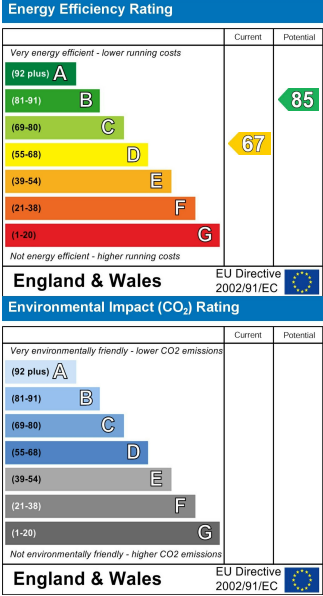 Energy Efficiency Rating
Current Potential
Very energy efficient - lower running costs
(92 plus) A
(81-91) B
85
(69-80) C
(55-68) D
67
(39-54) E
(21-38) F
(1-20) G
Not energy efficient - higher running costs
England & Wales
EU Directive
2002/91/EC
Environmental Impact (CO₂) Rating
Current Potential
Very environmentally friendly - lower CO2 emissions
(92 plus) A
(81-91) B
(69-80) C
(55-68) D
(39-54) E
(21-38) F
(1-20) G
Not environmentally friendly - higher CO2 emissions
England & Wales
EU Directive
2002/91/EC